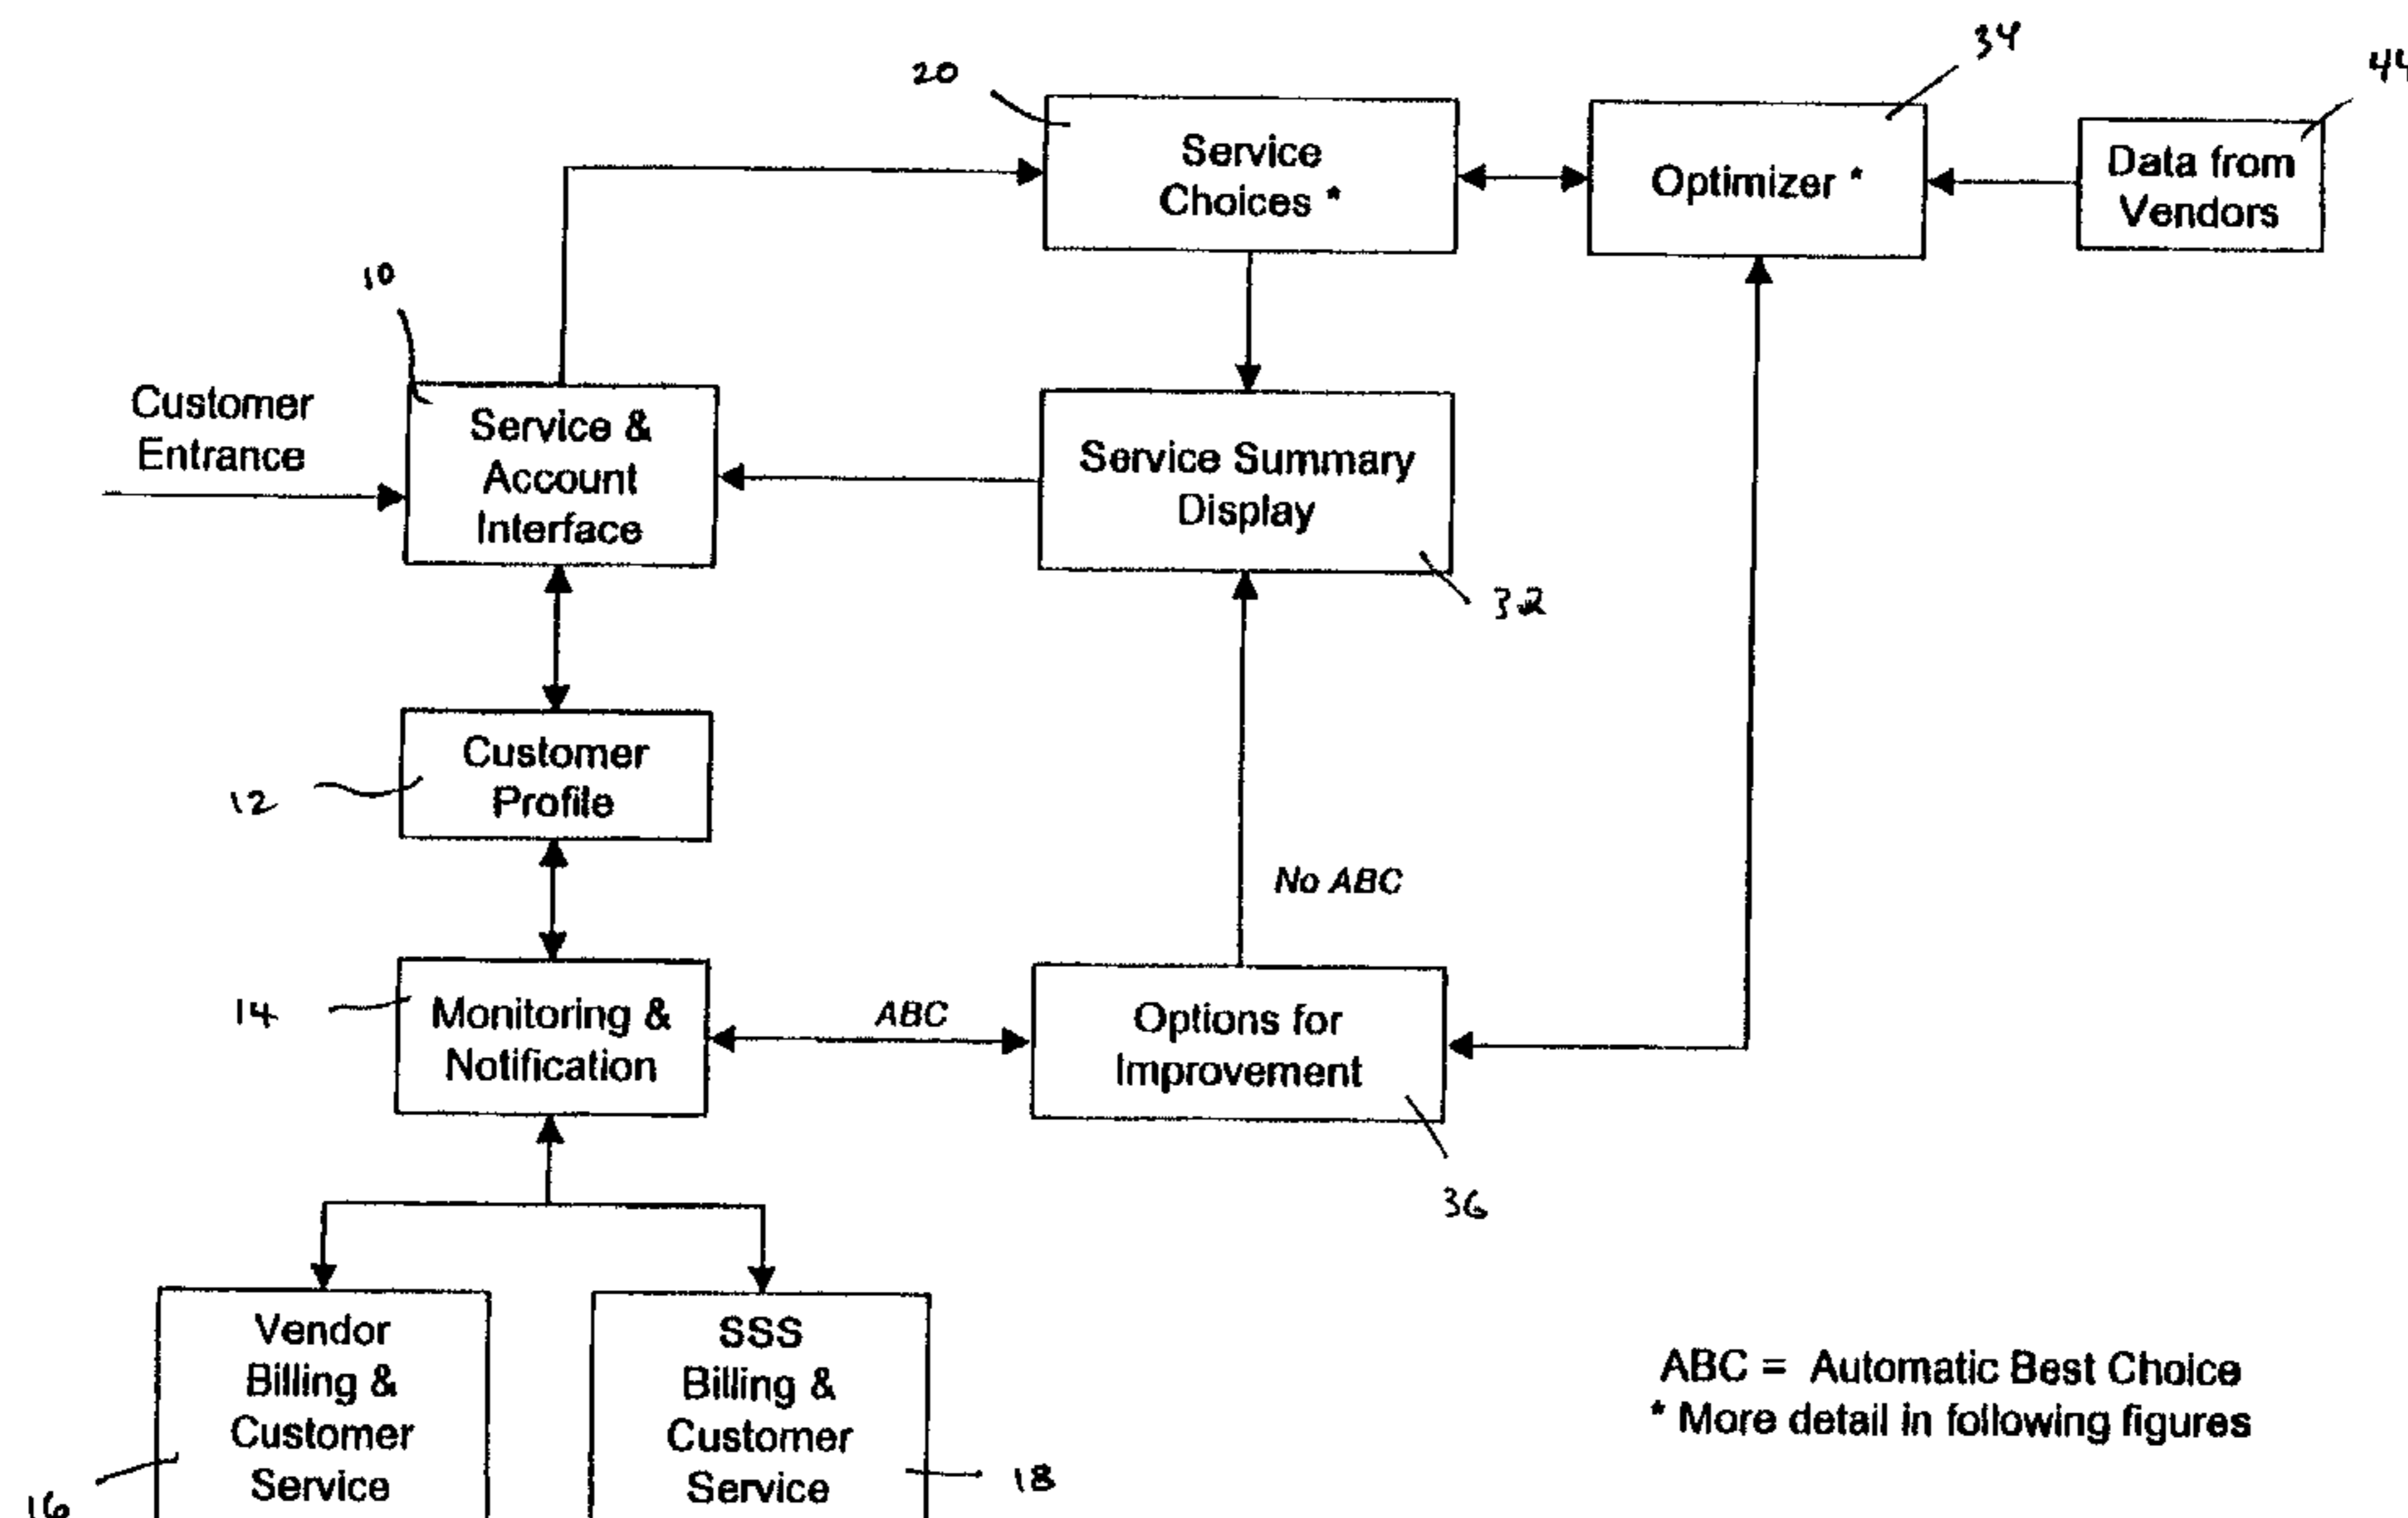 34
44
20
Service
Choices *
Optimizer *
Data from
Vendors
10
Customer
Entrance
Service &
Account
Interface
Service Summary
Display
32
Customer
Profile
12
No ABC
14
Monitoring &
Notification
ABC
Options for
Improvement
36
Vendor
Billing &
Customer
Service
SSS
Billing &
Customer
Service
16
18
ABC = Automatic Best Choice
* More detail in following figures